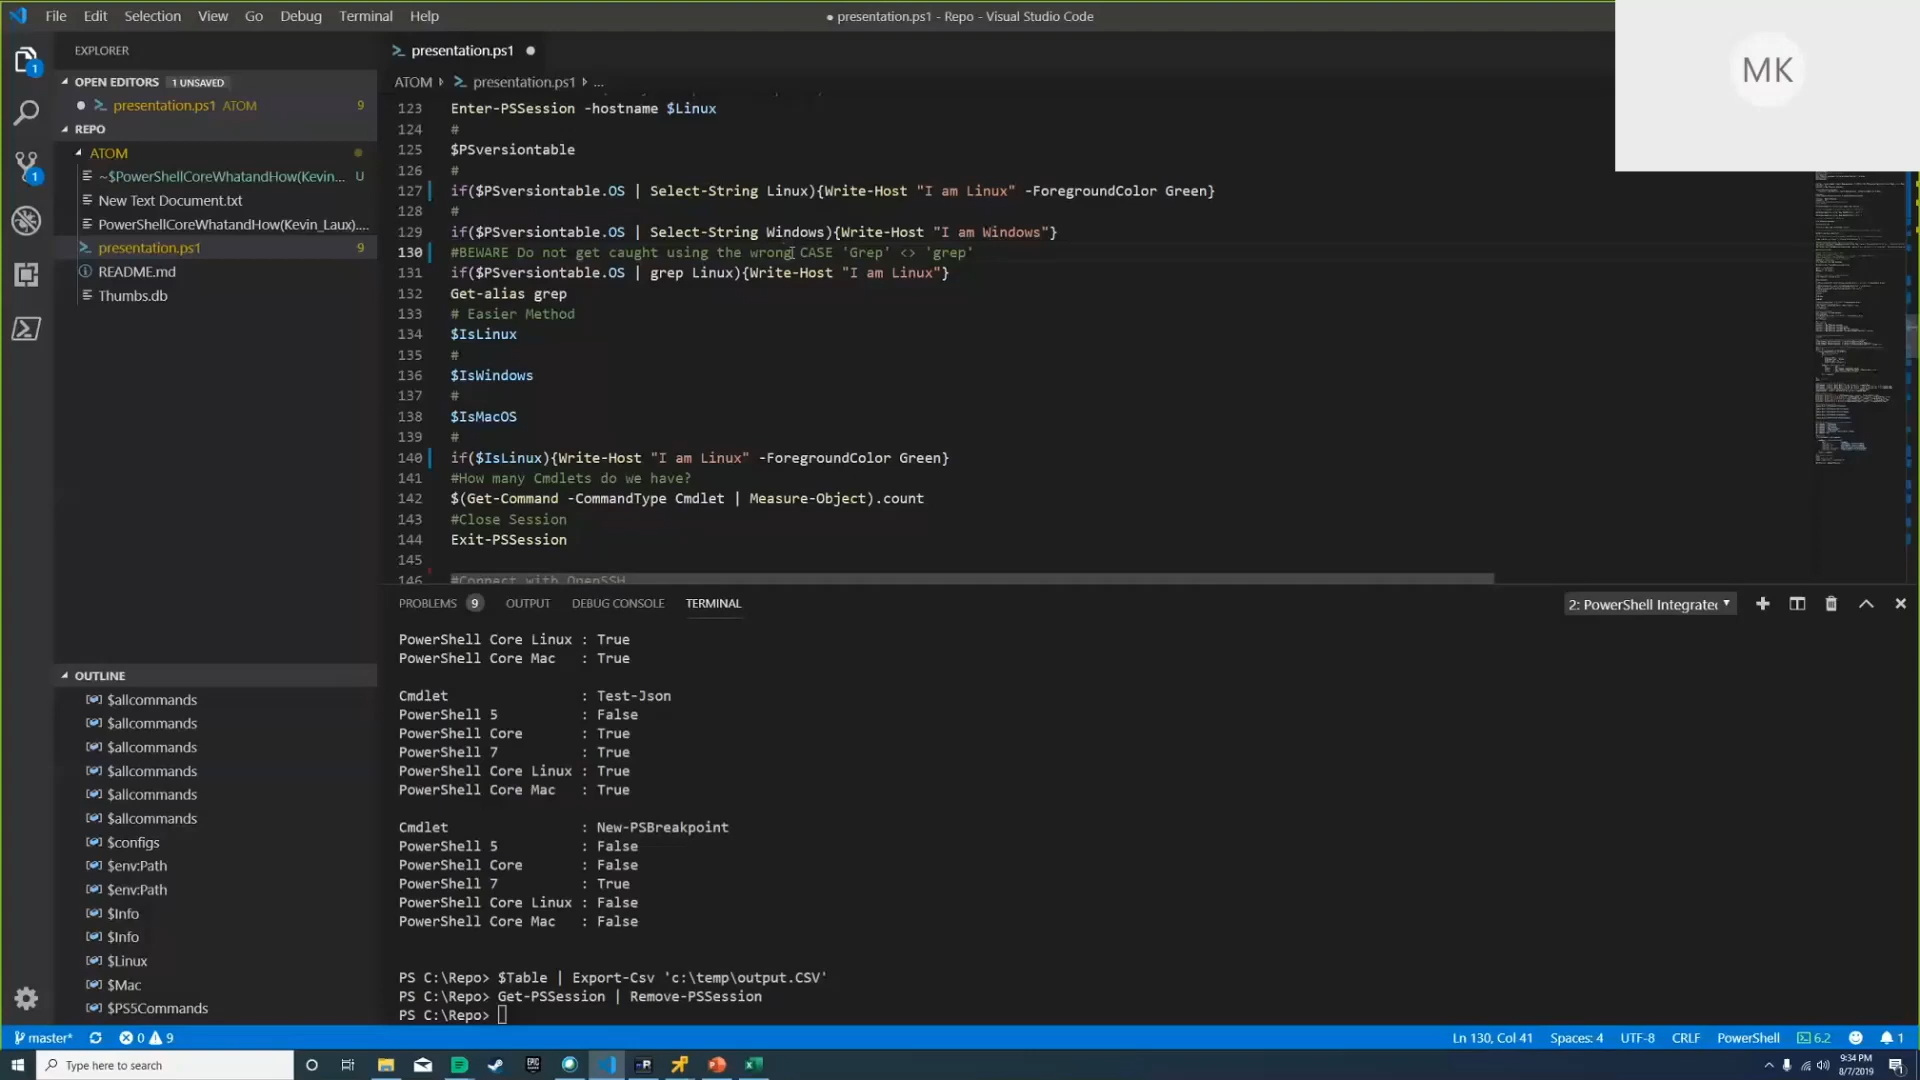 File Edit Selection View Go Debug Terminal Help
● presentation.ps1 - Repo - Visual Studio Code
MK
EXPLORER
OPEN EDITORS 1 UNSAVED
presentation.ps1 ATOM 9
REPO
ATOM
~$PowerShellCoreWhatandHow(Kevin... U
New Text Document.txt
PowerShellCoreWhatandHow(Kevin_Laux)....
presentation.ps1 9
README.md
Thumbs.db
OUTLINE
$allcommands
$allcommands
$allcommands
$allcommands
$allcommands
$allcommands
$configs
$env:Path
$env:Path
$Info
$Info
$Linux
$Mac
$PS5Commands
presentation.ps1
ATOM presentation.ps1 ...
123 Enter-PSSession -hostname $Linux
124 #
125 $PSversiontable
126 #
127 if($PSversiontable.OS | Select-String Linux){Write-Host "I am Linux" -ForegroundColor Green}
128 #
129 if($PSversiontable.OS | Select-String Windows){Write-Host "I am Windows"}
130 #BEWARE Do not get caught using the wrong CASE 'Grep' <> 'grep'
131 if($PSversiontable.OS | grep Linux){Write-Host "I am Linux"}
132 Get-alias grep
133 # Easier Method
134 $IsLinux
135 #
136 $IsWindows
137 #
138 $IsMacOS
139 #
140 if($IsLinux){Write-Host "I am Linux" -ForegroundColor Green}
141 #How many Cmdlets do we have?
142 $(Get-Command -CommandType Cmdlet | Measure-Object).count
143 #Close Session
144 Exit-PSSession
145
146 #Connect with OpenSSH
PROBLEMS 9 OUTPUT DEBUG CONSOLE TERMINAL
2: PowerShell Integrated
PowerShell Core Linux : True
PowerShell Core Mac : True
Cmdlet : Test-Json
PowerShell 5 : False
PowerShell Core : True
PowerShell 7 : True
PowerShell Core Linux : True
PowerShell Core Mac : True
Cmdlet : New-PSBreakpoint
PowerShell 5 : False
PowerShell Core : False
PowerShell 7 : True
PowerShell Core Linux : False
PowerShell Core Mac : False
PS C:\Repo> $Table | Export-Csv 'c:\temp\output.CSV'
PS C:\Repo> Get-PSSession | Remove-PSSession
PS C:\Repo>
master* 0 9
Ln 130, Col 41 Spaces: 4 UTF-8 CRLF PowerShell 6.2 1
Type here to search
9:34 PM
8/7/2019